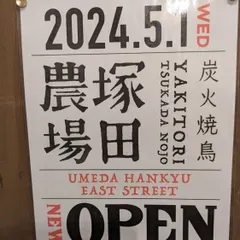 2024.5.1 WED
炭火焼鳥
YAKITORI
TSUKADA NOJO
塚田
農場
UMEDA HANKYU
EAST STREET
NEW OPEN